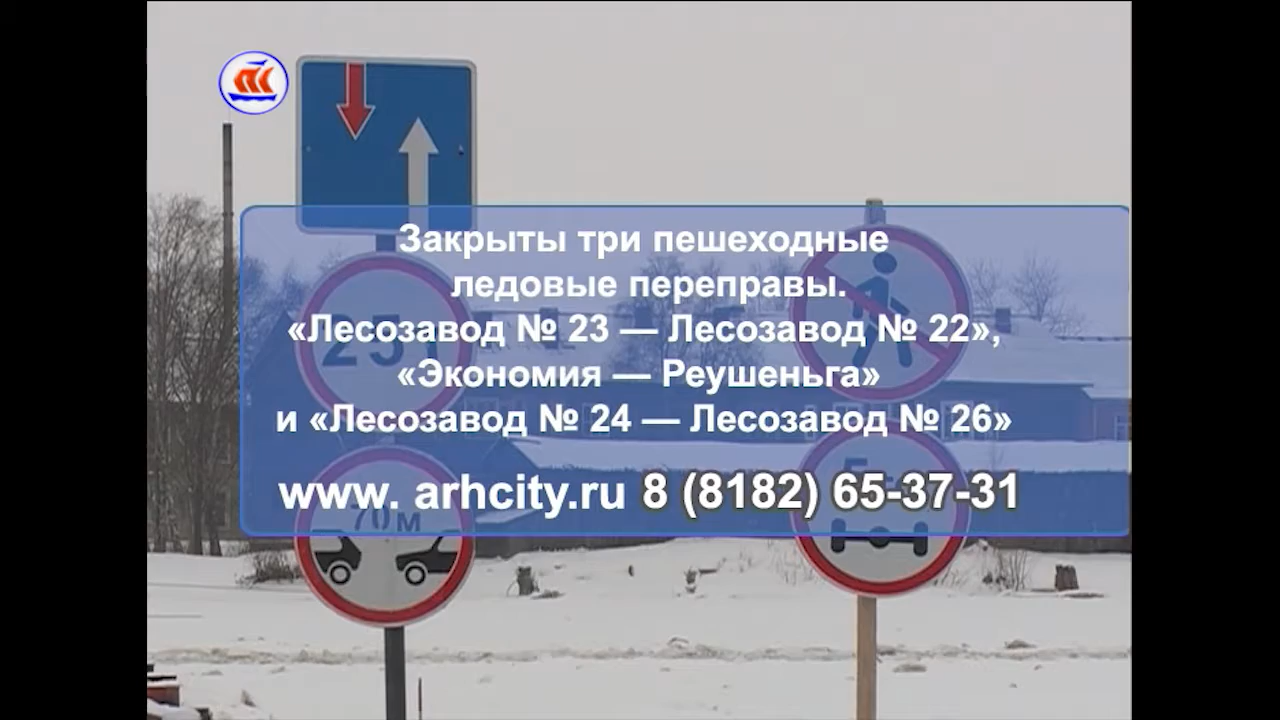 Закрыты три пешеходные
ледовые переправы.
«Лесозавод № 23 — Лесозавод № 22»,
«Экономия — Реушеньга»
и «Лесозавод № 24 — Лесозавод № 26»
www. arhcity.ru 8 (8182) 65-37-31
70 м